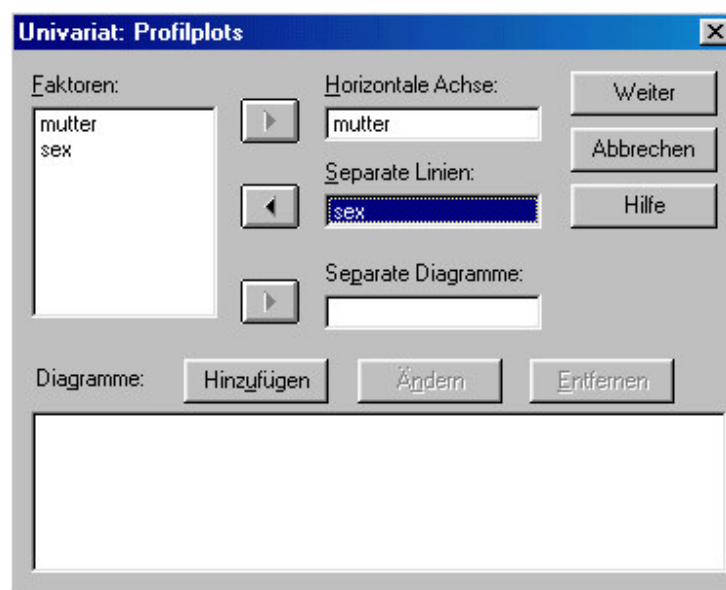 Univariat: Profilplots
Faktoren:
mutter
sex
Horizontale Achse:
mutter
Separate Linien:
sex
Separate Diagramme:
Weiter
Abbrechen
Hilfe
Diagramme:
Hinzufügen
Ändern
Entfernen